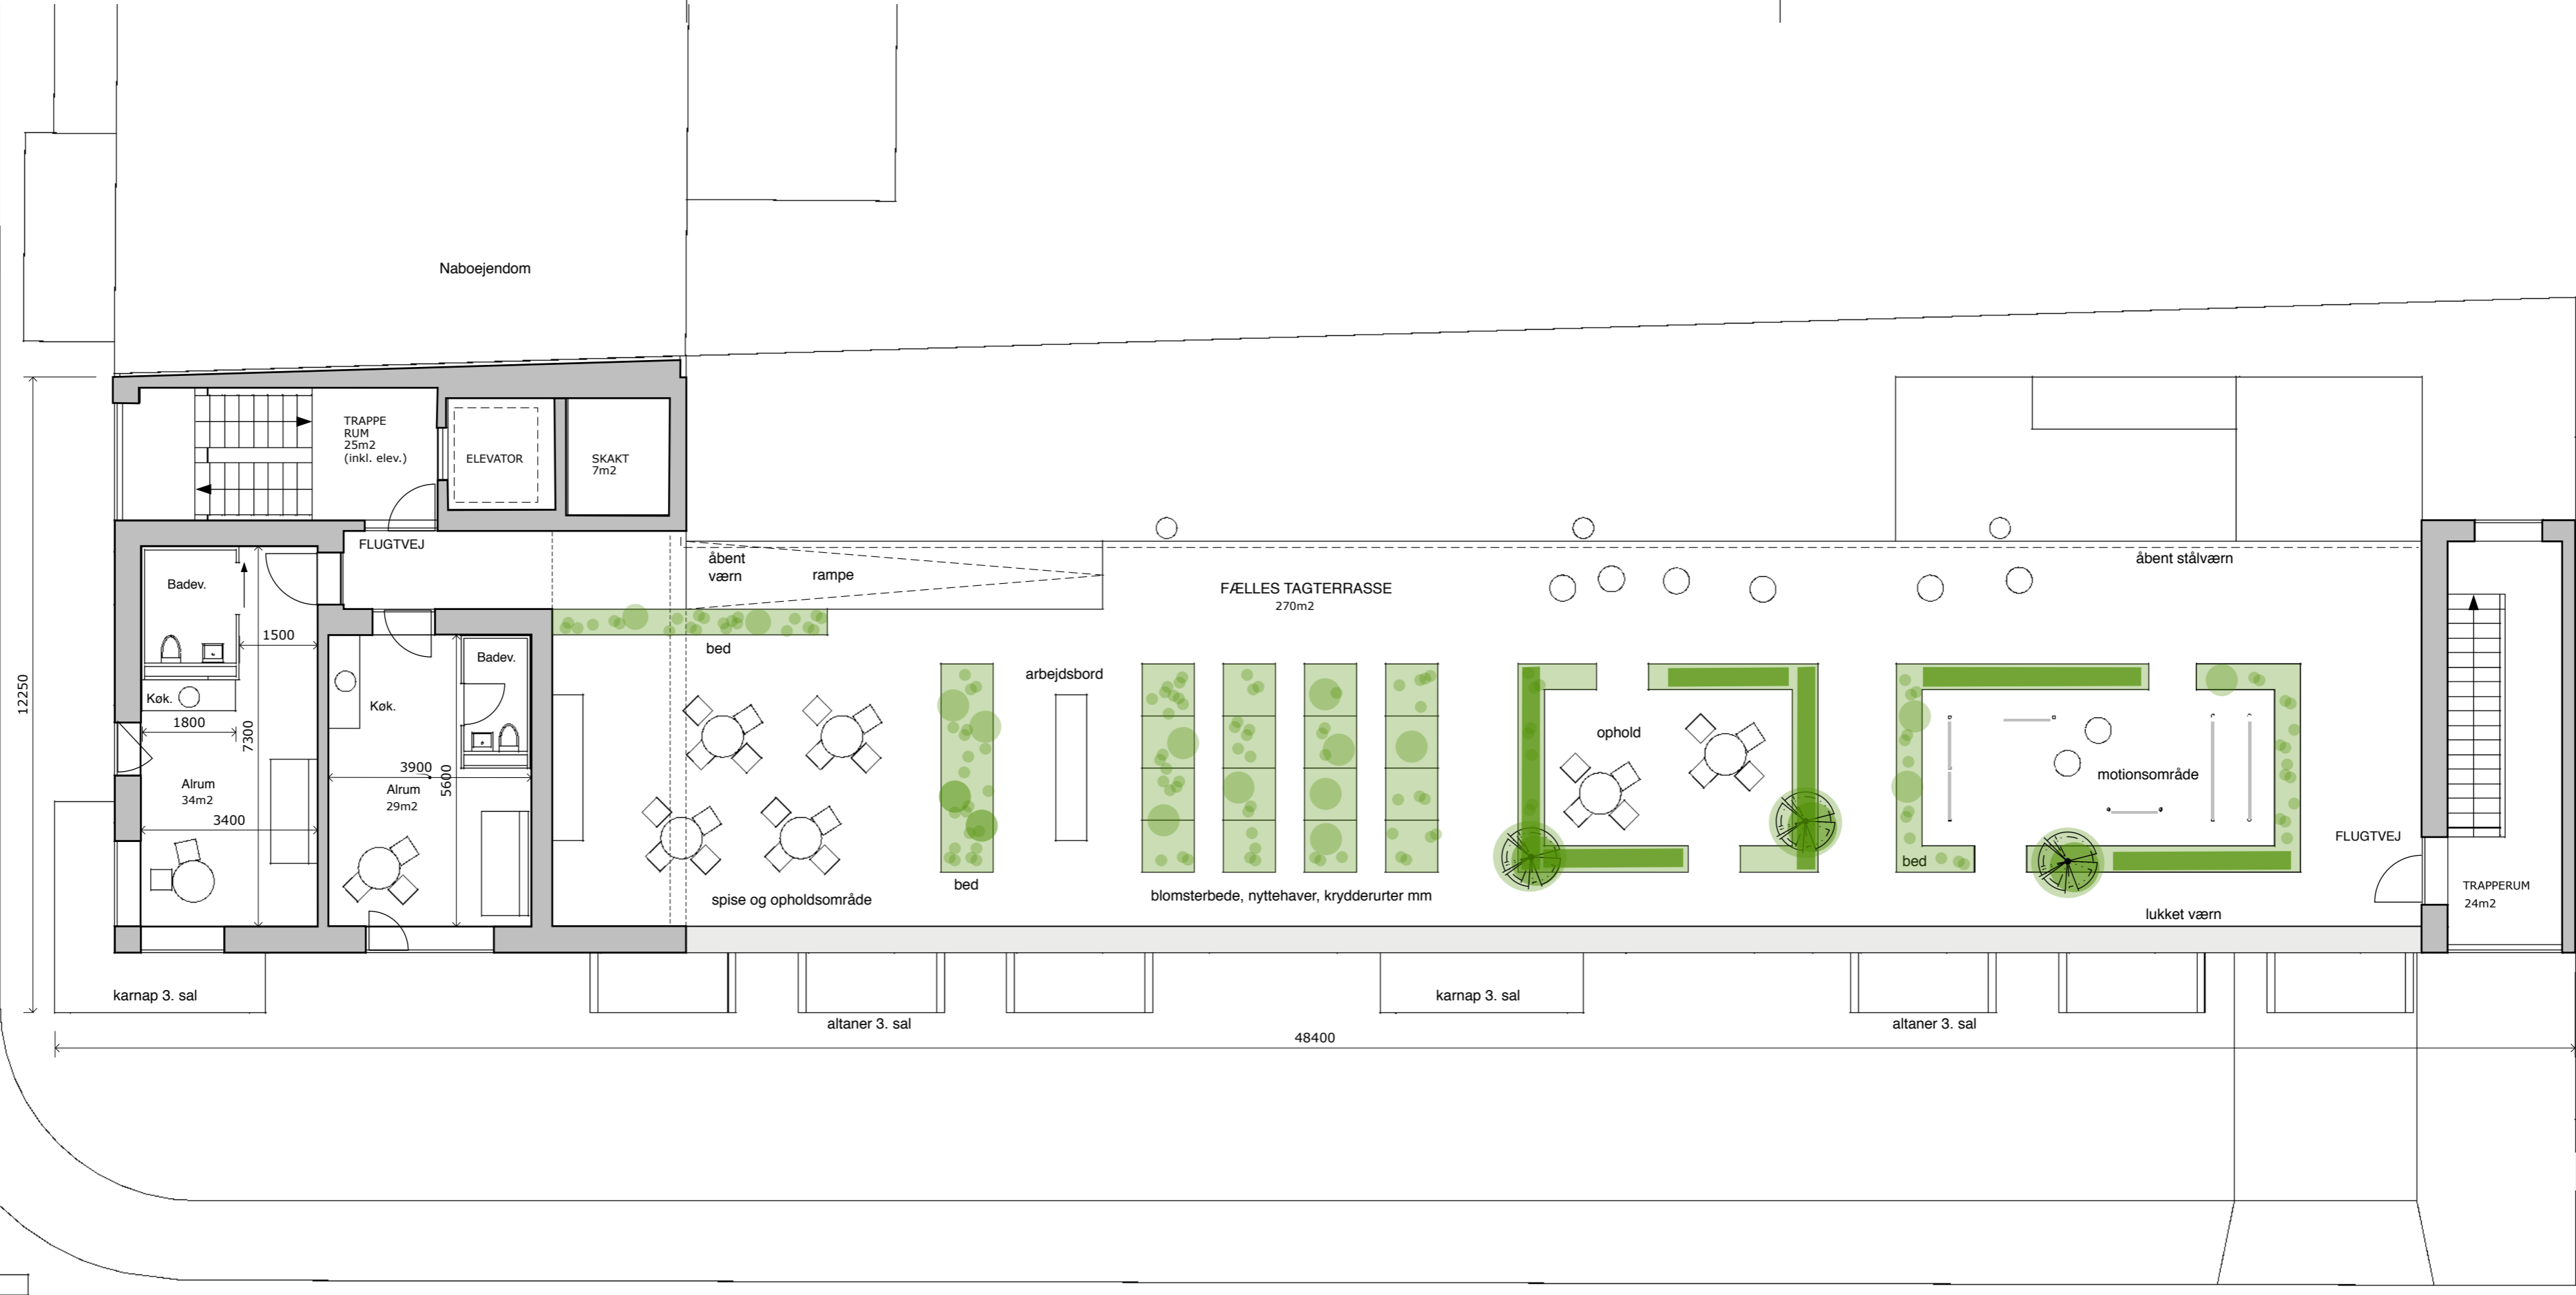 Naboejendom
TRAPPE
RUM
25m2
(inkl. elev.)
ELEVATOR
SKAKT
7m2
FLUGTVEJ
åbent
værn
rampe
FÆLLES TAGTERRASSE
270m2
åbent stålværn
Badev.
1500
bed
Badev.
arbejdsbord
Køk.
Køk.
1800
7300
12250
ophold
3900
5600
motionsområde
Alrum
34m2
Alrum
29m2
3400
FLUGTVEJ
bed
bed
spise og opholdsområde
blomsterbede, nyttehaver, krydderurter mm
lukket værn
TRAPPERUM
24m2
karnap 3. sal
karnap 3. sal
altaner 3. sal
altaner 3. sal
48400